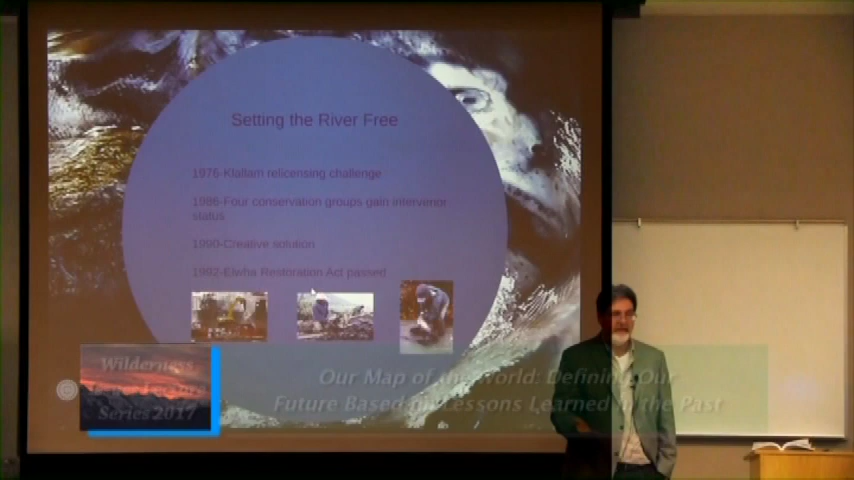 Setting the River Free
1976-Klallam relicensing challenge
1986-Four conservation groups gain intervenor
status
1990-Creative solution
1992-Elwha Restoration Act passed
Wilderness
Series 2017
Our Map of the World: Defining Our
Future Based on Lessons Learned in the Past